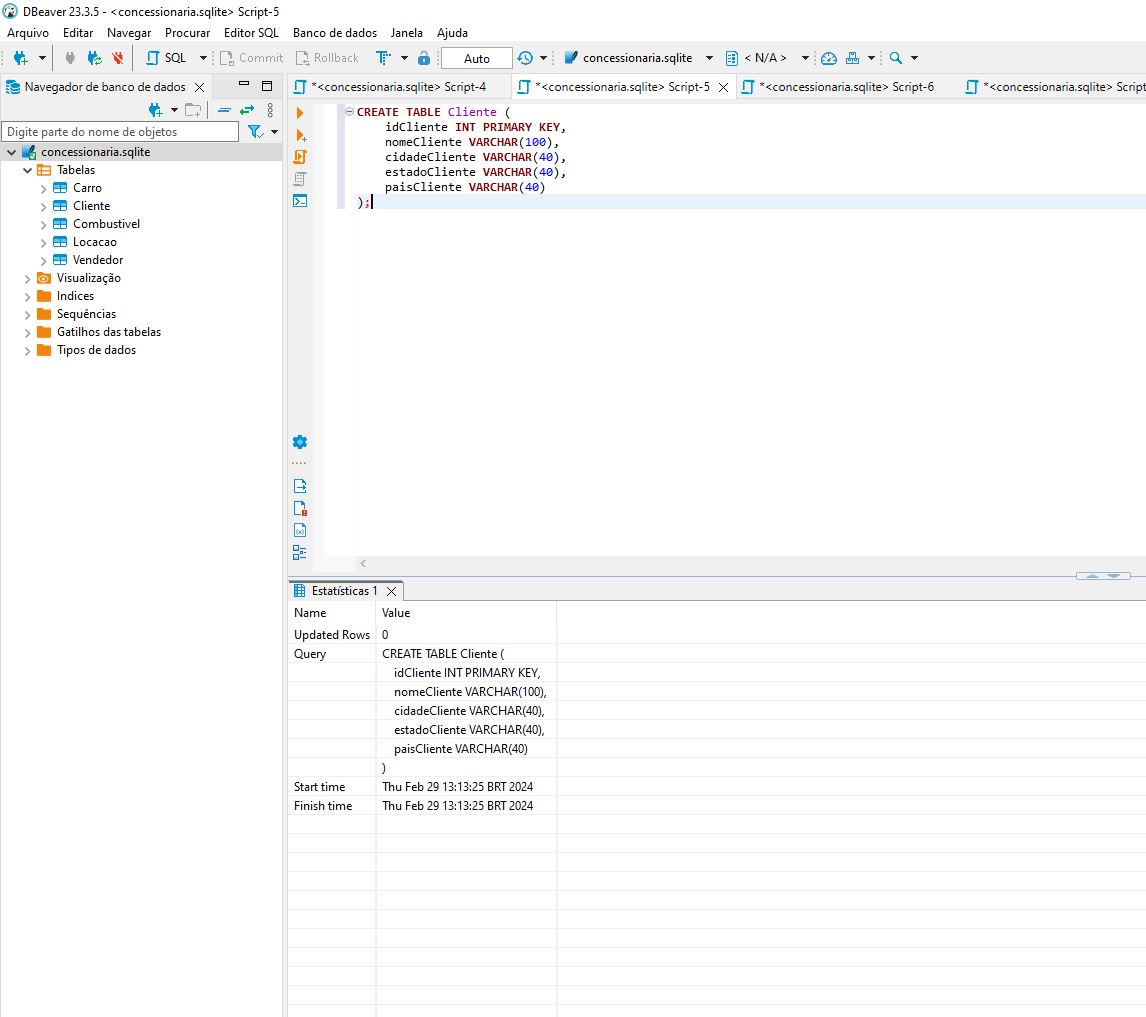 DBeaver 23.3.5 - <concessionaria.sqlite> Script-5
Arquivo Editar Navegar Procurar Editor SQL Banco de dados Janela Ajuda
SQL Commit Rollback Auto concessionaria.sqlite < N/A >
Navegador de banco de dados
*<concessionaria.sqlite> Script-4 *<concessionaria.sqlite> Script-5 *<concessionaria.sqlite> Script-6 *<concessionaria.sqlite> Script
Digite parte do nome de objetos
concessionaria.sqlite
Tabelas
Carro
Cliente
Combustivel
Locacao
Vendedor
Visualização
Indices
Sequências
Gatilhos das tabelas
Tipos de dados
CREATE TABLE Cliente (
idCliente INT PRIMARY KEY,
nomeCliente VARCHAR(100),
cidadeCliente VARCHAR(40),
estadoCliente VARCHAR(40),
paisCliente VARCHAR(40)
);
Estatísticas 1
Name Value
Updated Rows 0
Query CREATE TABLE Cliente (
idCliente INT PRIMARY KEY,
nomeCliente VARCHAR(100),
cidadeCliente VARCHAR(40),
estadoCliente VARCHAR(40),
paisCliente VARCHAR(40)
)
Start time Thu Feb 29 13:13:25 BRT 2024
Finish time Thu Feb 29 13:13:25 BRT 2024